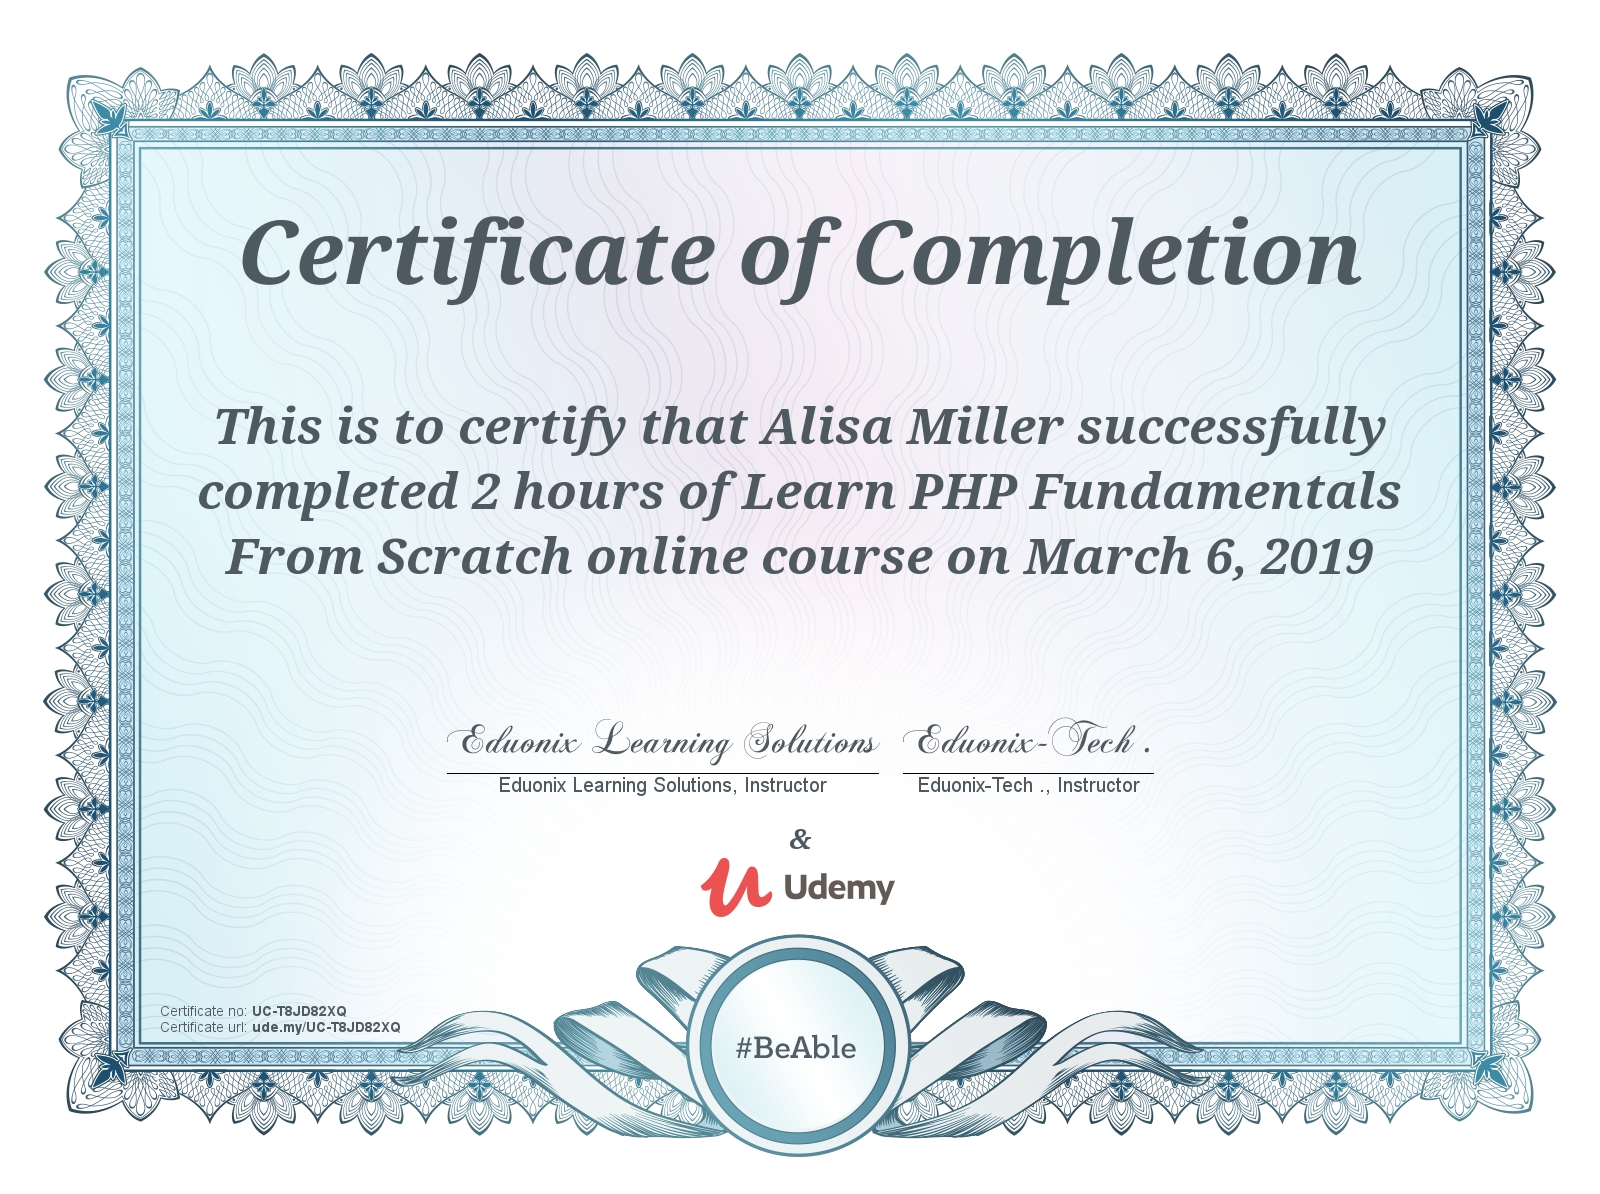 Certificate of Completion
This is to certify that Alisa Miller successfully
completed 2 hours of Learn PHP Fundamentals
From Scratch online course on March 6, 2019
Eduonix Learning Solutions
Eduonix-Tech .
Eduonix Learning Solutions, Instructor
Eduonix-Tech ., Instructor
&
Udemy
Certificate no: UC-T8JD82XQ
Certificate url: ude.my/UC-T8JD82XQ
#BeAble